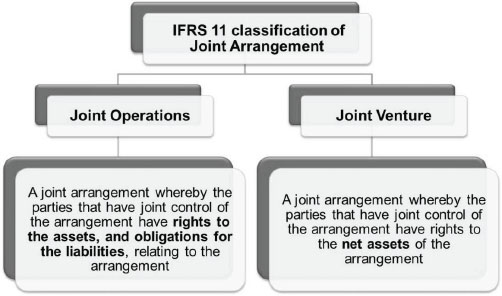 IFRS 11 classification of
Joint Arrangement
Joint Operations
Joint Venture
A joint arrangement whereby the
parties that have joint control of
the arrangement have rights to
the assets, and obligations for
the liabilities, relating to the
arrangement
A joint arrangement whereby the
parties that have joint control of
the arrangement have rights to
the net assets of the
arrangement